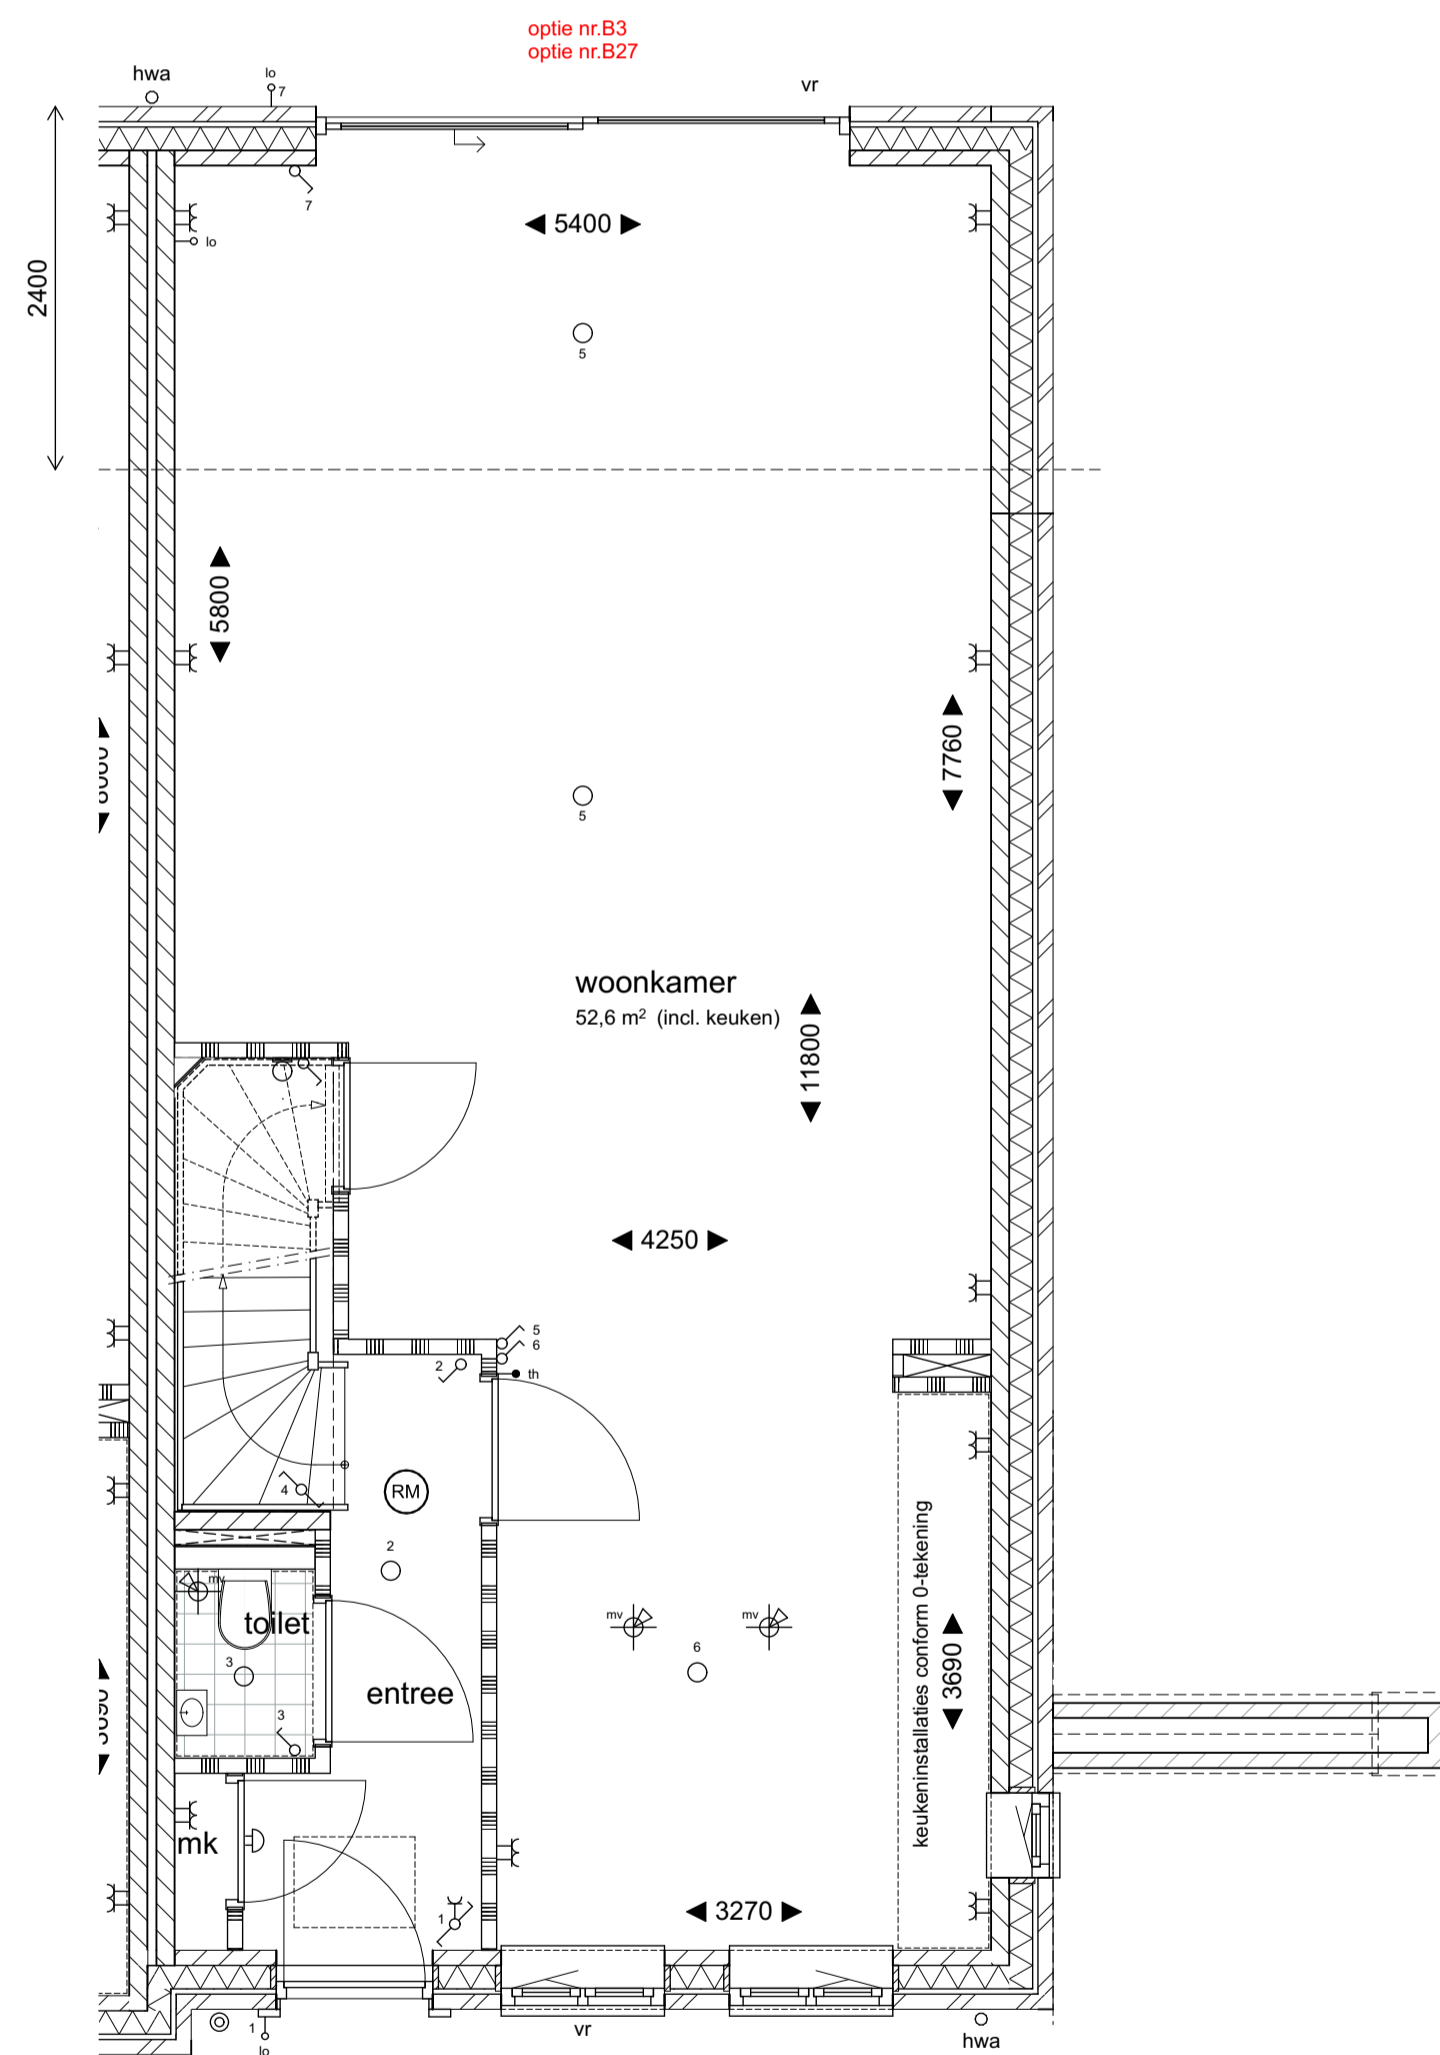 optie nr.B3
optie nr.B27
hwa
lo
7
vr
7
5400
lo
2400
5
5800
7760
5
woonkamer
52,6 m² (incl. keuken)
11800
4250
5
6
2
th
4
RM
2
mv
toilet
mv
mv
3
6
entree
3690
keukeninstallaties conform 0-tekening
3
mk
1
3270
1
lo
vr
hwa